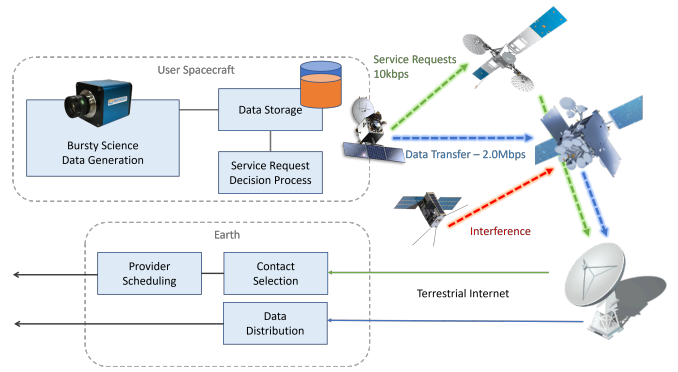 User Spacecraft
Service Requests
10kbps
Data Storage
Bursty Science
Data Generation
Service Request
Decision Process
Data Transfer – 2.0Mbps
Interference
Earth
Provider
Scheduling
Contact
Selection
Terrestrial Internet
Data
Distribution